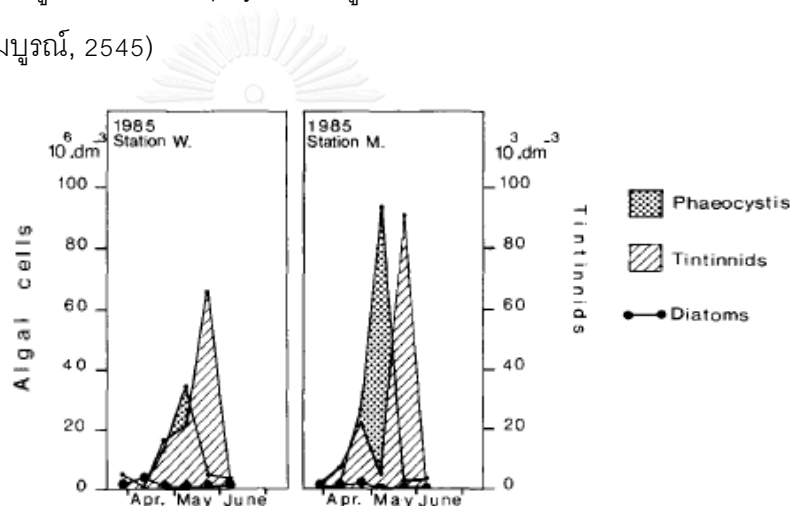 มบูรณ์, 2545)
1985
Station W.
1985
Station M.
10⁶.dm⁻³
10³.dm⁻³
100
80
60
40
20
0
100
80
60
40
20
0
Algal cells
Tintinnids
Apr. May June
Apr. May June
Phaeocystis
Tintinnids
Diatoms